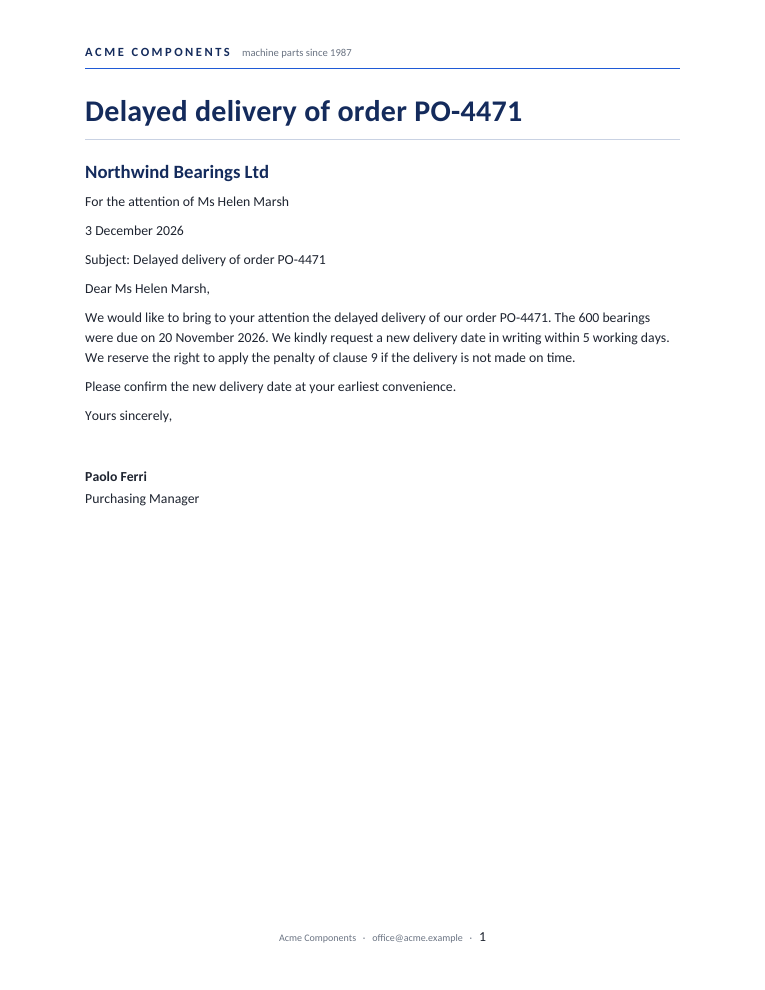 ACME COMPONENTS machine parts since 1987
Delayed delivery of order PO-4471
Northwind Bearings Ltd
For the attention of Ms Helen Marsh
3 December 2026
Subject: Delayed delivery of order PO-4471
Dear Ms Helen Marsh,
We would like to bring to your attention the delayed delivery of our order PO-4471. The 600 bearings
were due on 20 November 2026. We kindly request a new delivery date in writing within 5 working days.
We reserve the right to apply the penalty of clause 9 if the delivery is not made on time.
Please confirm the new delivery date at your earliest convenience.
Yours sincerely,
Paolo Ferri
Purchasing Manager
Acme Components · office@acme.example · 1